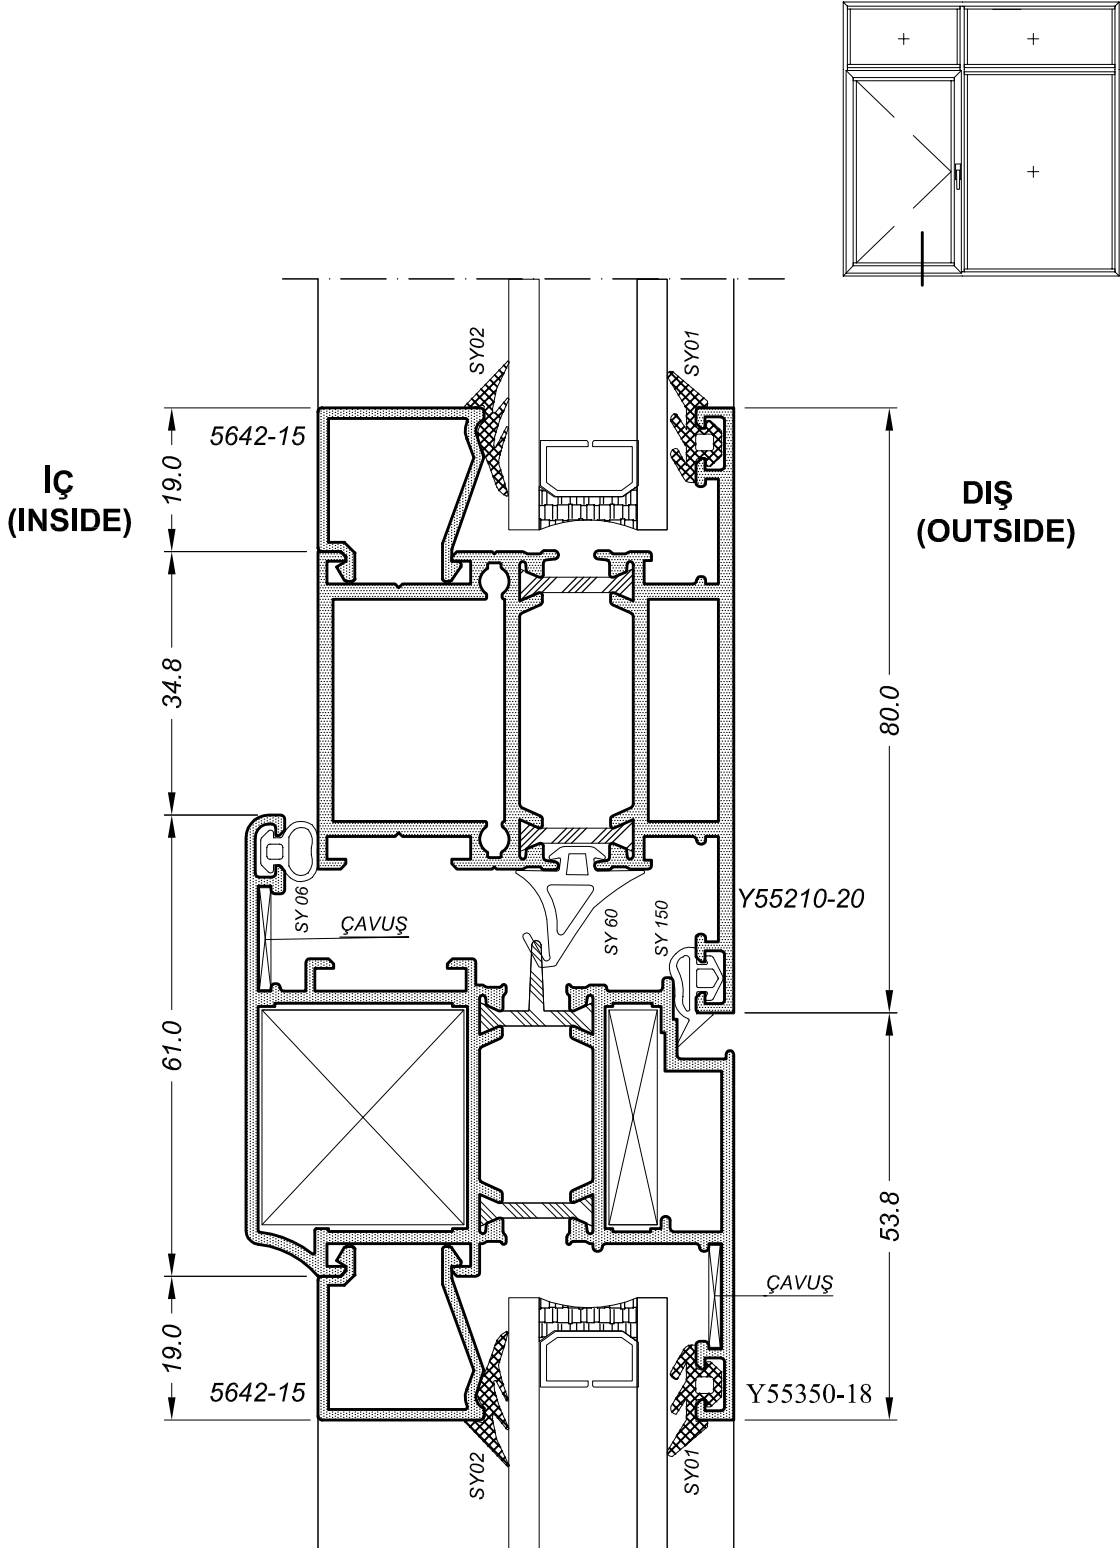 SY02
SY01
5642-15
19.0
İÇ
(INSIDE)
DIŞ
(OUTSIDE)
34.8
80.0
Y55210-20
SY 06
ÇAVUŞ
SY 60
SY 150
61.0
53.8
ÇAVUŞ
19.0
5642-15
Y55350-18
SY02
SY01